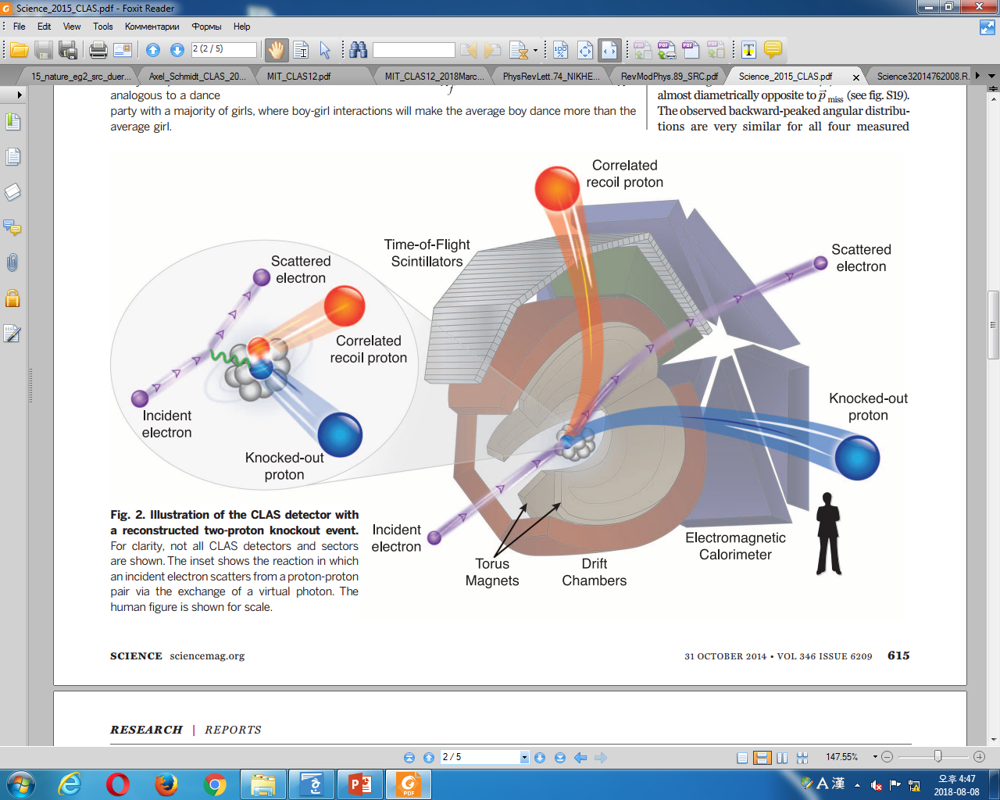 Science_2015_CLAS.pdf - Foxit Reader
File Edit View Tools Комментарии Формы Help
2 (2 / 5)
15_nature_eg2_src_duer... Axel_Schmidt_CLAS_20... MIT_CLAS12.pdf MIT_CLAS12_2018Marc... PhysRevLett.74_NIKHE... RevModPhys.89_SRC.pdf Science_2015_CLAS.pdf Science32014762008.R.
analogous to a dance
party with a majority of girls, where boy-girl interactions will make the average boy dance more than the
average girl.
almost diametrically opposite to p⃗ miss (see fig. S19).
The observed backward-peaked angular distribu-
tions are very similar for all four measured
Correlated
recoil proton
Time-of-Flight
Scintillators
Scattered
electron
Scattered
electron
Correlated
recoil proton
Incident
electron
Knocked-out
proton
Knocked-out
proton
Incident
electron
Torus
Magnets
Drift
Chambers
Electromagnetic
Calorimeter
Fig. 2. Illustration of the CLAS detector with
a reconstructed two-proton knockout event.
For clarity, not all CLAS detectors and sectors
are shown. The inset shows the reaction in which
an incident electron scatters from a proton-proton
pair via the exchange of a virtual photon. The
human figure is shown for scale.
SCIENCE sciencemag.org
31 OCTOBER 2014 • VOL 346 ISSUE 6209 615
RESEARCH | REPORTS
2 / 5
147.55%
A 漢
오후 4:47
2018-08-08